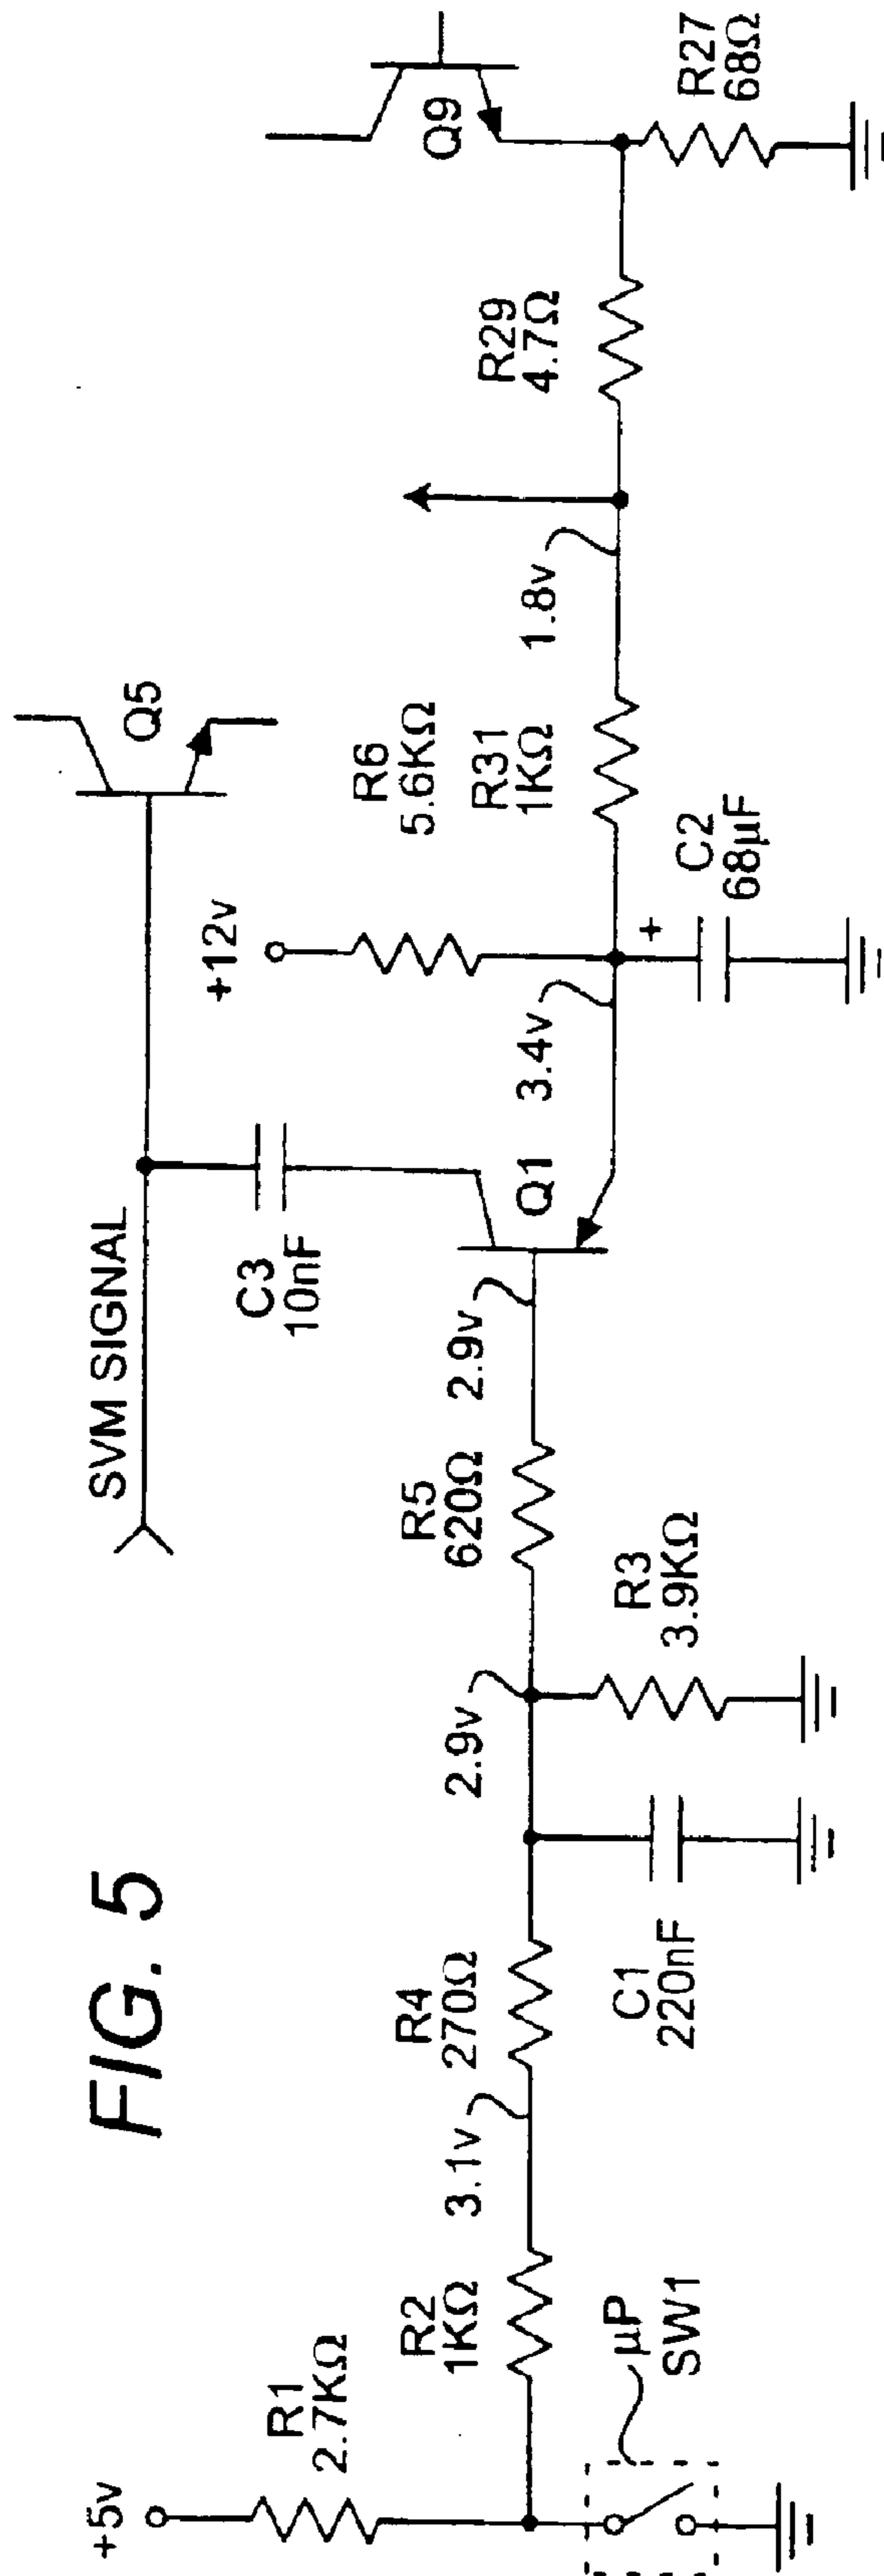 FIG. 5
+5v
R1
2.7KΩ
R2
1KΩ
μP
SW1
3.1v
R4
270Ω
C1
220nF
2.9v
R3
3.9KΩ
R5
620Ω
2.9v
SVM SIGNAL
C3
10nF
Q1
3.4v
+12v
R6
5.6KΩ
+
C2
68μF
R31
1KΩ
Q5
1.8v
R29
4.7Ω
Q9
R27
68Ω